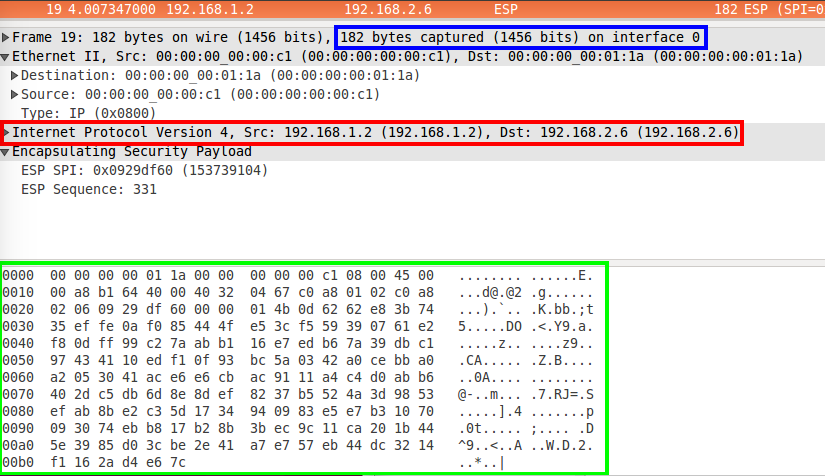 19 4.007347000 192.168.1.2 192.168.2.6 ESP 182 ESP (SPI=0
Frame 19: 182 bytes on wire (1456 bits), 182 bytes captured (1456 bits) on interface 0
Ethernet II, Src: 00:00:00_00:00:c1 (00:00:00:00:00:c1), Dst: 00:00:00_00:01:1a (00:00:00:00:01:1a)
Destination: 00:00:00_00:01:1a (00:00:00:00:01:1a)
Source: 00:00:00_00:00:c1 (00:00:00:00:00:c1)
Type: IP (0x0800)
Internet Protocol Version 4, Src: 192.168.1.2 (192.168.1.2), Dst: 192.168.2.6 (192.168.2.6)
Encapsulating Security Payload
ESP SPI: 0x0929df60 (153739104)
ESP Sequence: 331
0000 00 00 00 00 01 1a 00 00 00 00 00 c1 08 00 45 00 ........ ......E.
0010 00 a8 b1 64 40 00 40 32 04 67 c0 a8 01 02 c0 a8 ...d@.@2 .g......
0020 02 06 09 29 df 60 00 00 01 4b 0d 62 62 e8 3b 74 ...).`.. .K.bb.;t
0030 35 ef fe 0a f0 85 44 4f e5 3c f5 59 39 07 61 e2 5.....DO .<.Y9.a.
0040 f8 0d ff 99 c2 7a ab b1 16 e7 ed b6 7a 39 db c1 .....z.. ....z9..
0050 97 43 41 10 ed f1 0f 93 bc 5a 03 42 a0 ce bb a0 .CA..... .Z.B....
0060 a2 05 30 41 ac e6 e6 cb ac 91 11 a4 c4 d0 ab b6 ..0A.... ........
0070 40 2d c5 db 6d 8e 8d ef 82 37 b5 52 4a 3d 98 53 @-..m... .7.RJ=.S
0080 ef ab 8b e2 c3 5d 17 34 94 09 83 e5 e7 b3 10 70 .....].4 .......p
0090 09 30 74 eb b8 17 b2 8b 3b ec 9c 11 ca 20 1b 44 .0t..... ;.... .D
00a0 5e 39 85 d0 3c be 2e 41 a7 e7 57 eb 44 dc 32 14 ^9..<..A ..W.D.2.
00b0 f1 16 2a d4 e6 7c ..*..|